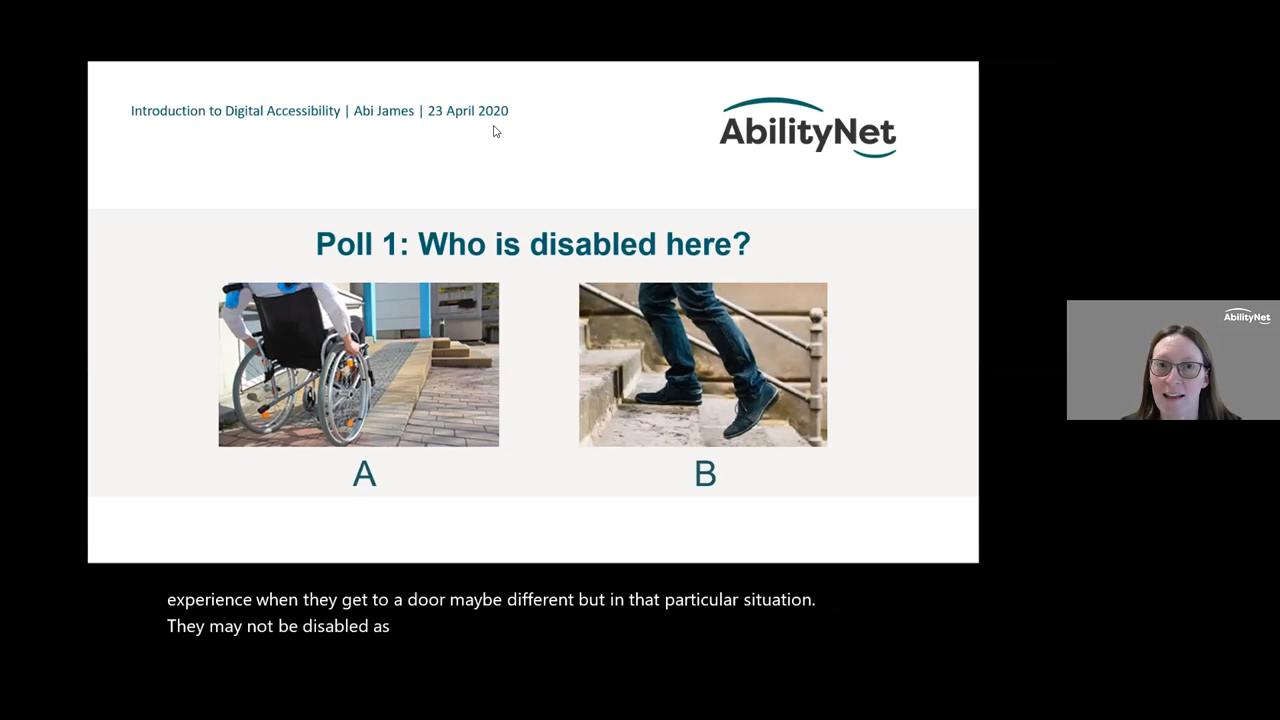 Introduction to Digital Accessibility | Abi James | 23 April 2020
AbilityNet
Poll 1: Who is disabled here?
A
B
AbilityNet
experience when they get to a door maybe different but in that particular situation.
They may not be disabled as